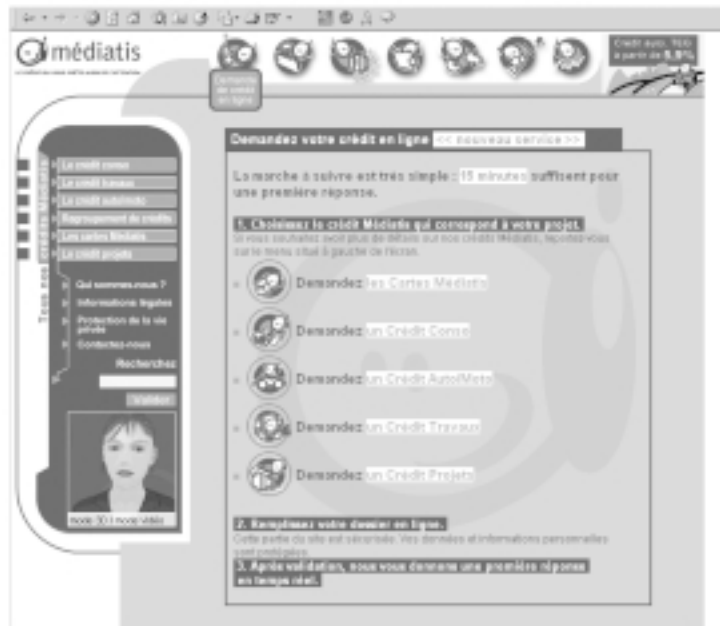 médiatis
Demande
de crédit
en ligne
Crédit auto, TEG
à partir de 5,9%
Tous nos crédits Médiatis
Le crédit conso
Le crédit travaux
Le crédit auto/moto
Regroupement de crédits
Les cartes Médiatis
Le crédit projets
Qui sommes-nous ?
Informations légales
Protection de la vie
privée
Contactez-nous
Recherchez
Valider
mode 3D / mode vidéo
Demandez votre crédit en ligne << nouveau service >>
La marche à suivre est très simple : 15 minutes suffisent pour
une première réponse.
1. Choisissez le crédit Médiatis qui correspond à votre projet.
Si vous souhaitez avoir plus de détails sur nos crédits Médiatis, reportez-vous
sur le menu situé à gauche de l'écran.
Demandez les Cartes Médiatis
Demandez un Crédit Conso
Demandez un Crédit Auto/Moto
Demandez un Crédit Travaux
Demandez un Crédit Projets
2. Remplissez votre dossier en ligne.
Cette partie du site est sécurisée. Vos données et informations personnelles
sont protégées.
3. Après validation, nous vous donnons une première réponse
en temps réel.